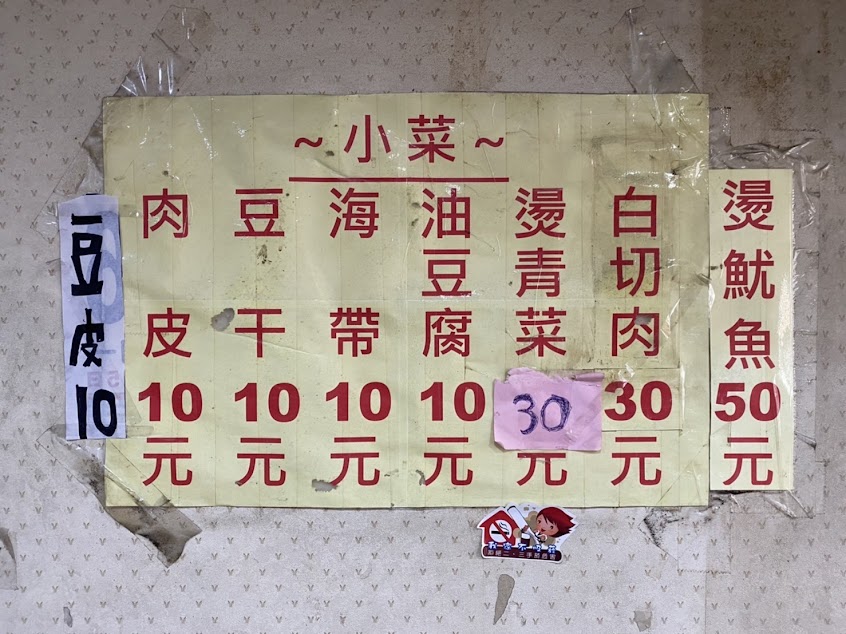 ~小菜~
燙魷魚50元
白切肉30元
燙青菜30元
油豆腐10元
海帶10元
豆干10元
肉皮10元
豆皮10